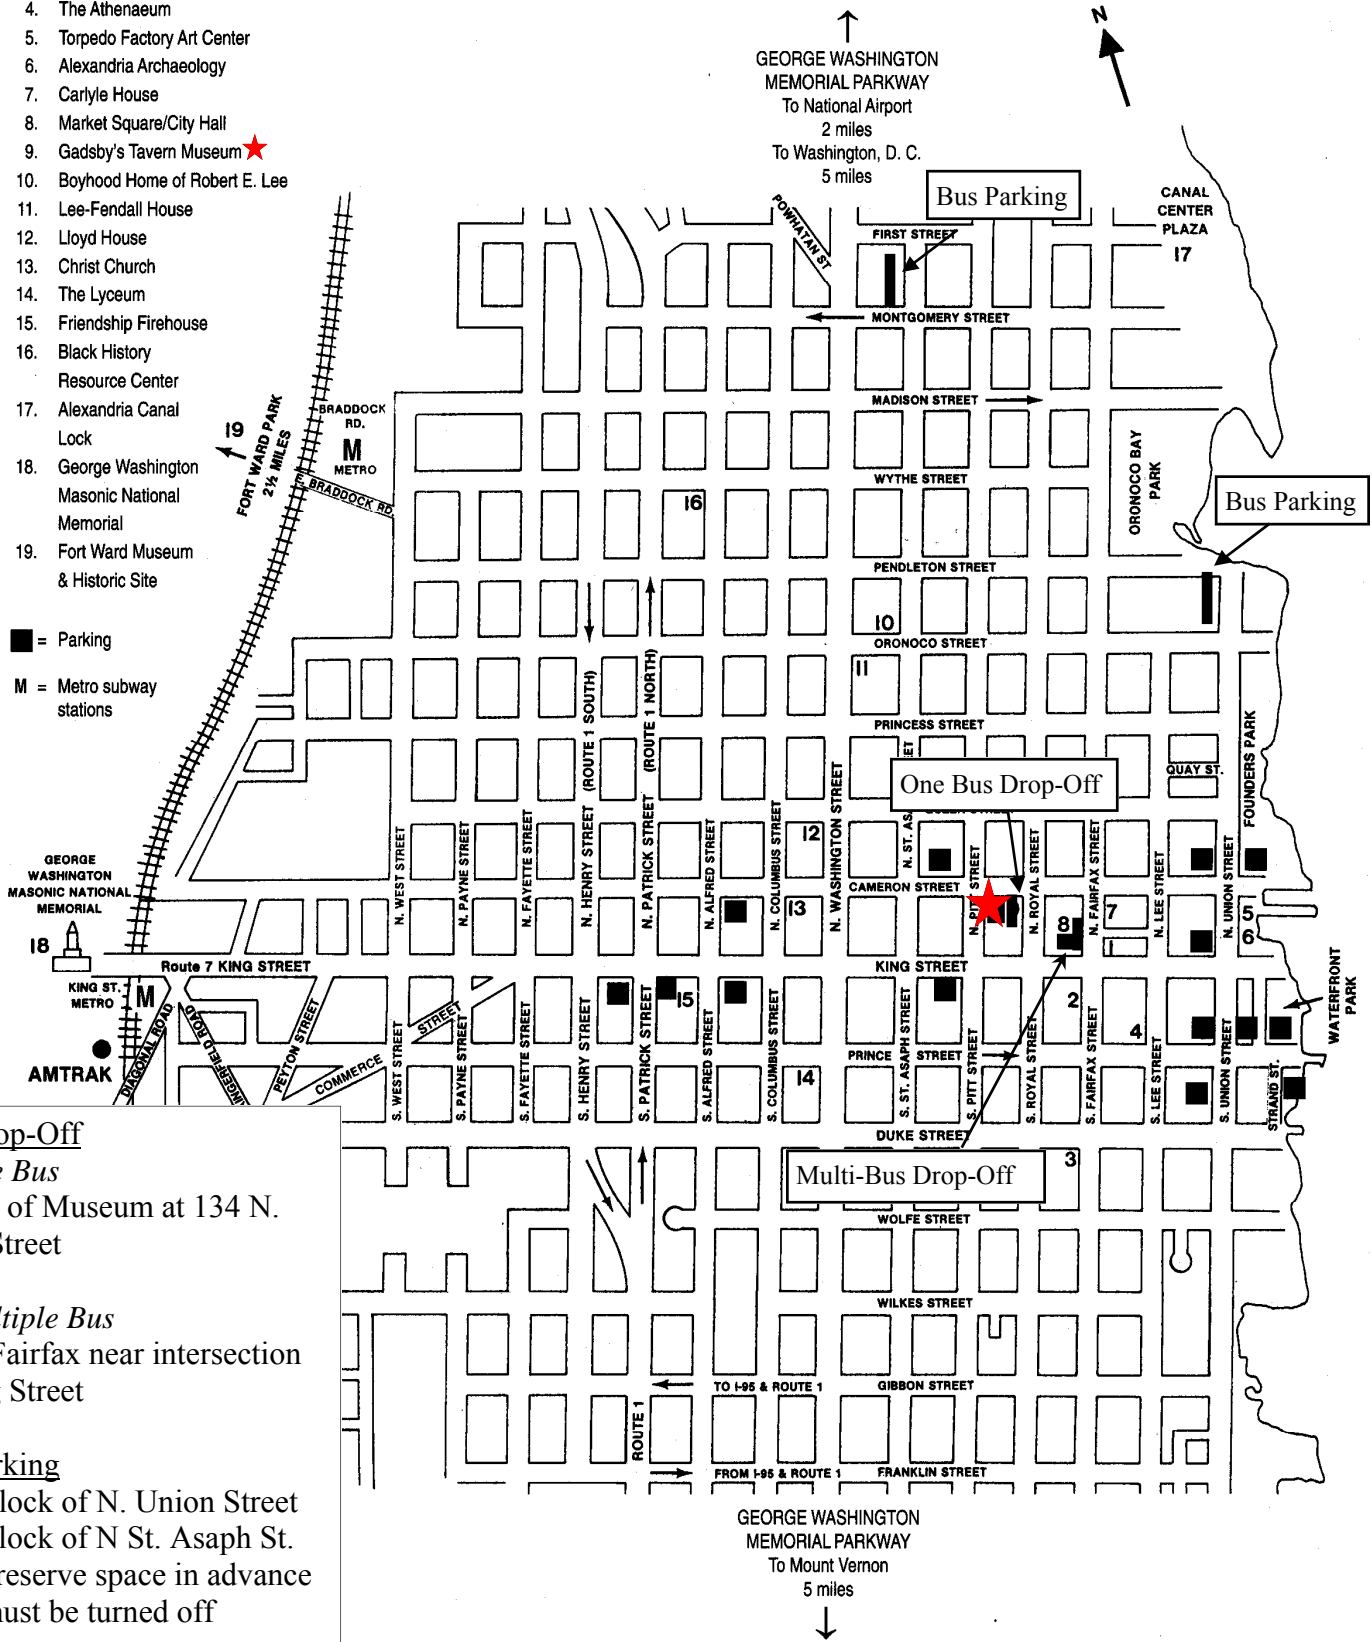 4. The Athenaeum
5. Torpedo Factory Art Center
6. Alexandria Archaeology
7. Carlyle House
8. Market Square/City Hall
9. Gadsby's Tavern Museum
10. Boyhood Home of Robert E. Lee
11. Lee-Fendall House
12. Lloyd House
13. Christ Church
14. The Lyceum
15. Friendship Firehouse
16. Black History
Resource Center
17. Alexandria Canal
Lock
18. George Washington
Masonic National
Memorial
19. Fort Ward Museum
& Historic Site
= Parking
M = Metro subway
stations
GEORGE WASHINGTON
MEMORIAL PARKWAY
To National Airport
2 miles
To Washington, D. C.
5 miles
N
Bus Parking
CANAL
CENTER
PLAZA
17
POWHATAN ST
FIRST STREET
MONTGOMERY STREET
MADISON STREET
BRADDOCK
RD.
M
METRO
19
FORT WARD PARK
2½ MILES
E. BRADDOCK RD.
WYTHE STREET
ORONOCO BAY
PARK
Bus Parking
16
PENDLETON STREET
10
ORONOCO STREET
11
(ROUTE 1 SOUTH)
(ROUTE 1 NORTH)
PRINCESS STREET
QUAY ST.
FOUNDERS PARK
One Bus Drop-Off
N. WEST STREET
N. PAYNE STREET
N. FAYETTE STREET
N. HENRY STREET
N. PATRICK STREET
N. ALFRED STREET
N. COLUMBUS STREET
N. WASHINGTON STREET
N. ST. AS
ET
N. PITT STREET
N. ROYAL STREET
N. FAIRFAX STREET
N. LEE STREET
N. UNION STREET
12
CAMERON STREET
13
8
7
1
5
6
GEORGE
WASHINGTON
MASONIC NATIONAL
MEMORIAL
18
Route 7 KING STREET
KING STREET
KING ST.
METRO
M
AMTRAK
DIAGONAL ROAD
INGERFIELD ROAD
PEYTON STREET
COMMERCE
STREET
15
2
4
WATERFRONT
PARK
S. WEST STREET
S. PAYNE STREET
S. FAYETTE STREET
S. HENRY STREET
S. PATRICK STREET
S. ALFRED STREET
S. COLUMBUS STREET
S. ST. ASAPH STREET
S. PITT STREET
S. ROYAL STREET
S. FAIRFAX STREET
S. LEE STREET
S. UNION STREET
STRAND ST.
PRINCE STREET
14
DUKE STREET
Multi-Bus Drop-Off
3
WOLFE STREET
WILKES STREET
TO I-95 & ROUTE 1
GIBBON STREET
ROUTE 1
FROM I-95 & ROUTE 1
FRANKLIN STREET
op-Off
e Bus
of Museum at 134 N.
Street
ltiple Bus
Fairfax near intersection
g Street
rking
lock of N. Union Street
lock of N St. Asaph St.
reserve space in advance
must be turned off
GEORGE WASHINGTON
MEMORIAL PARKWAY
To Mount Vernon
5 miles